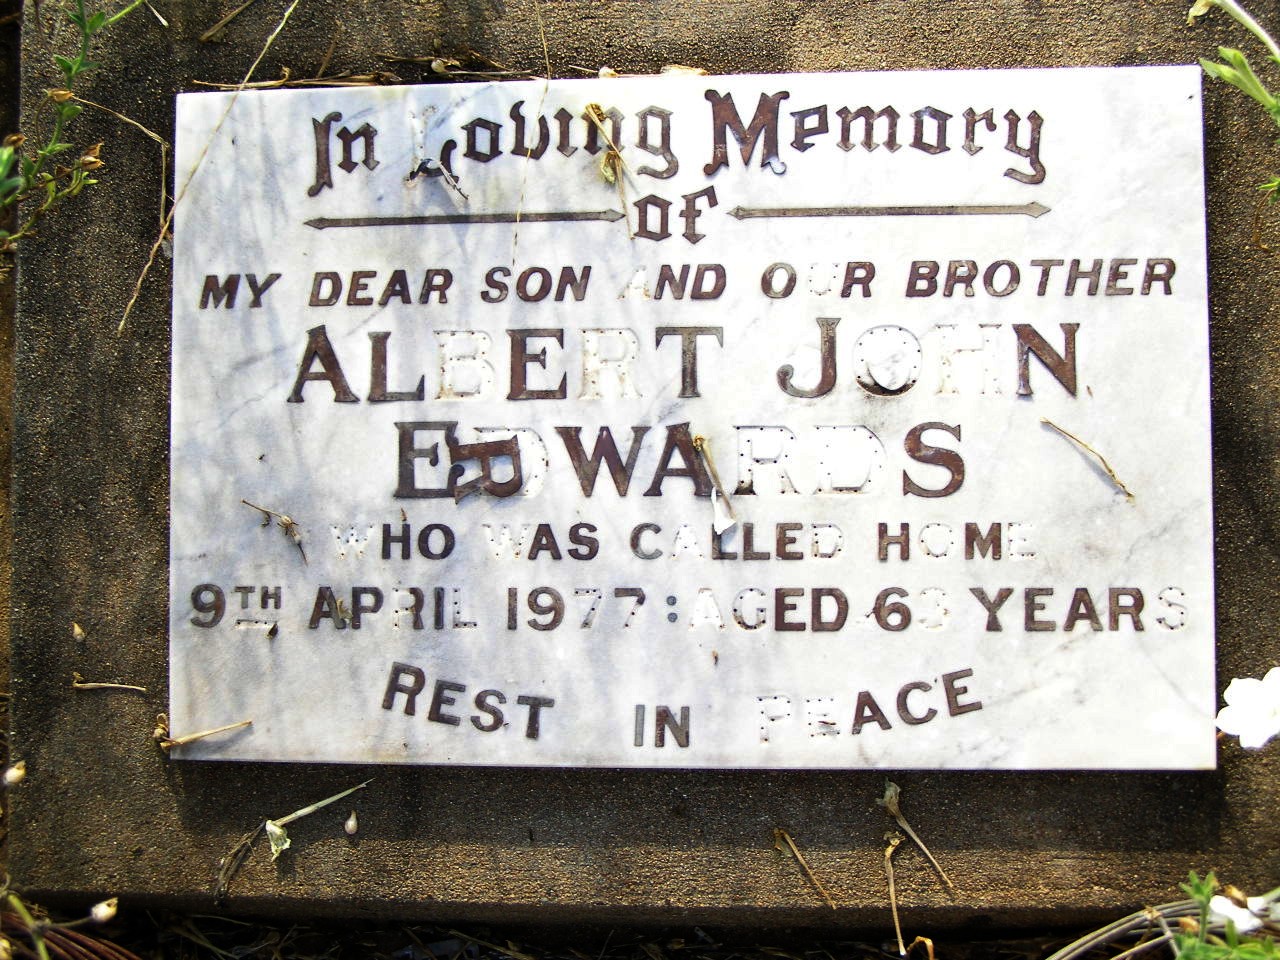 In Loving Memory
of
MY DEAR SON AND OUR BROTHER
ALBERT JOHN
EDWARDS
WHO WAS CALLED HOME
9TH APRIL 1977: AGED 63 YEARS
REST IN PEACE